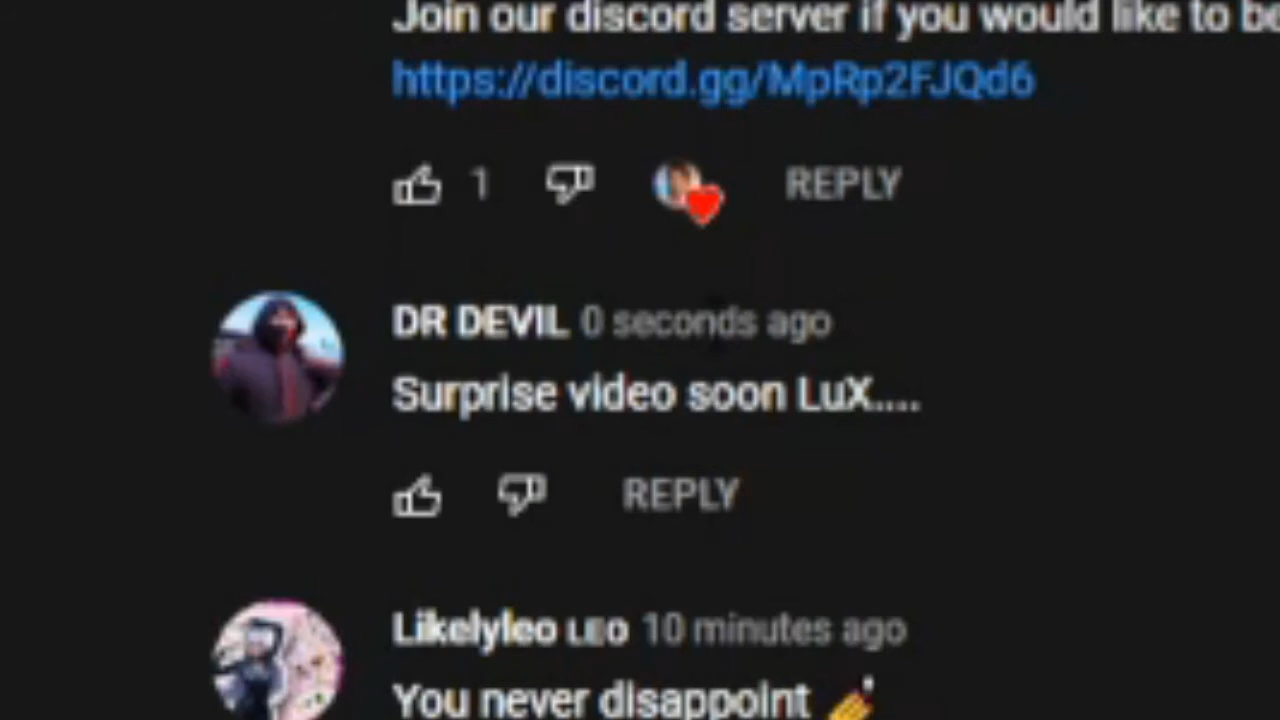 Join our discord server if you would like to be
https://discord.gg/MpRp2FJQd6
1 REPLY
DR DEVIL 0 seconds ago
Surprise video soon LuX....
REPLY
Likelyleo LEO 10 minutes ago
You never disappoint